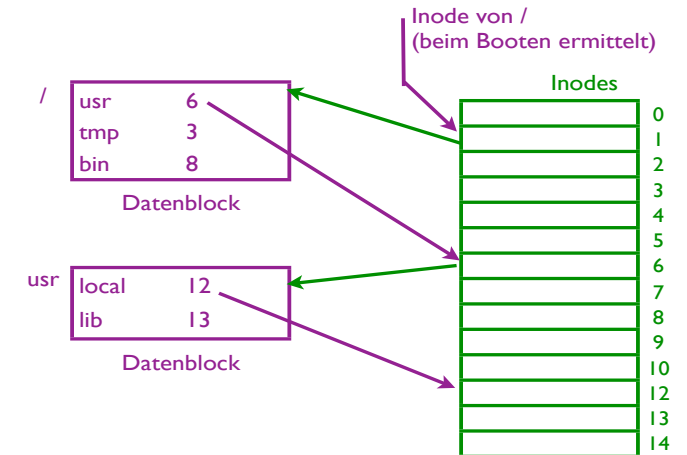 Inode von /
(beim Booten ermittelt)
Inodes
/
usr 6
tmp 3
bin 8
Datenblock
usr
local 12
lib 13
Datenblock
0
1
2
3
4
5
6
7
8
9
10
12
13
14